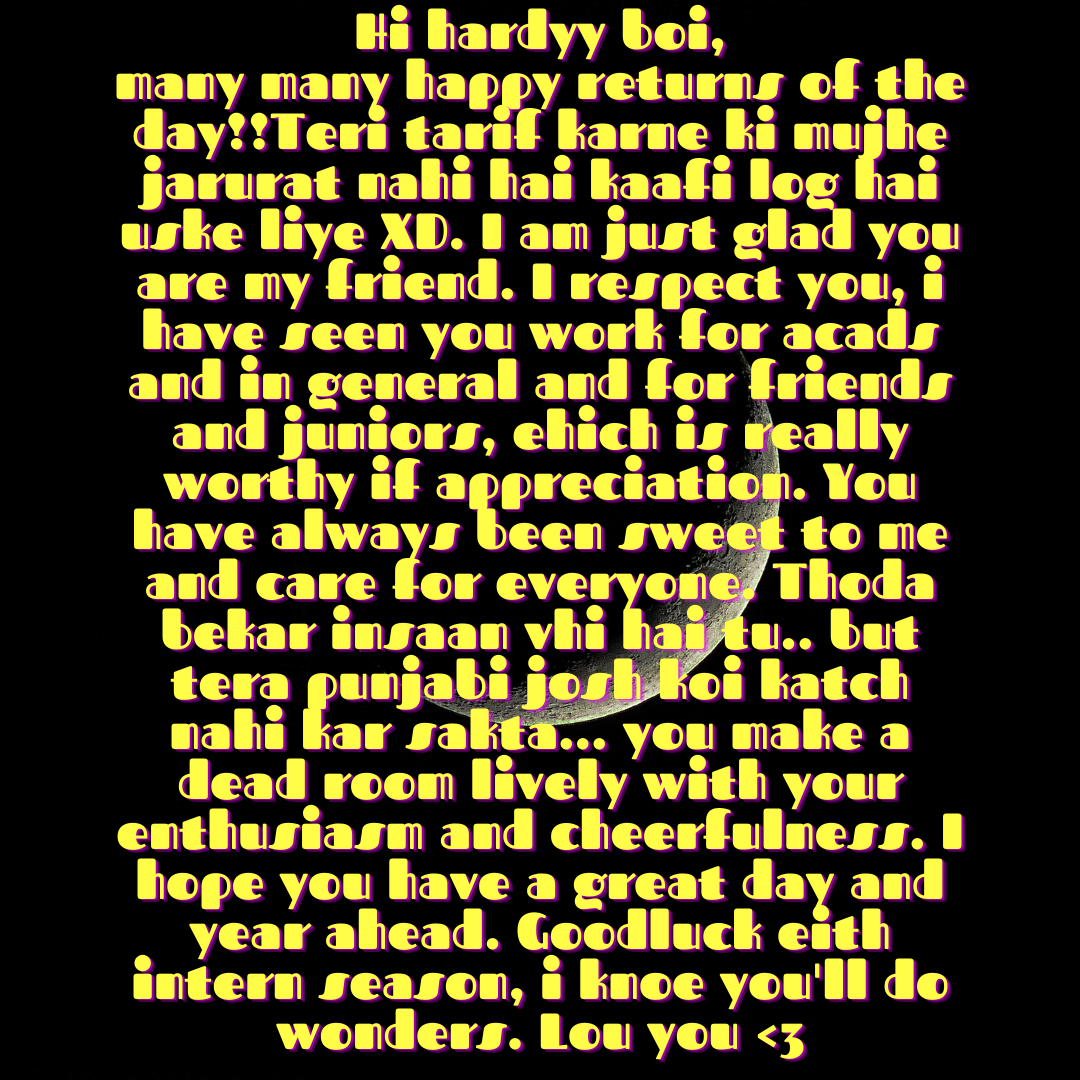 Hi hardyy boi,
many many happy returns of the
day!!Teri tarif karne ki mujhe
jarurat nahi hai kaafi log hai
uske liye XD. I am just glad you
are my friend. I respect you, i
have seen you work for acads
and in general and for friends
and juniors, ehich is really
worthy if appreciation. You
have always been sweet to me
and care for everyone. Thoda
bekar insaan vhi hai tu.. but
tera punjabi josh koi katch
nahi kar sakta... you make a
dead room lively with your
enthusiasm and cheerfulness. I
hope you have a great day and
year ahead. Goodluck eith
intern season, i knoe you'll do
wonders. Lou you <3